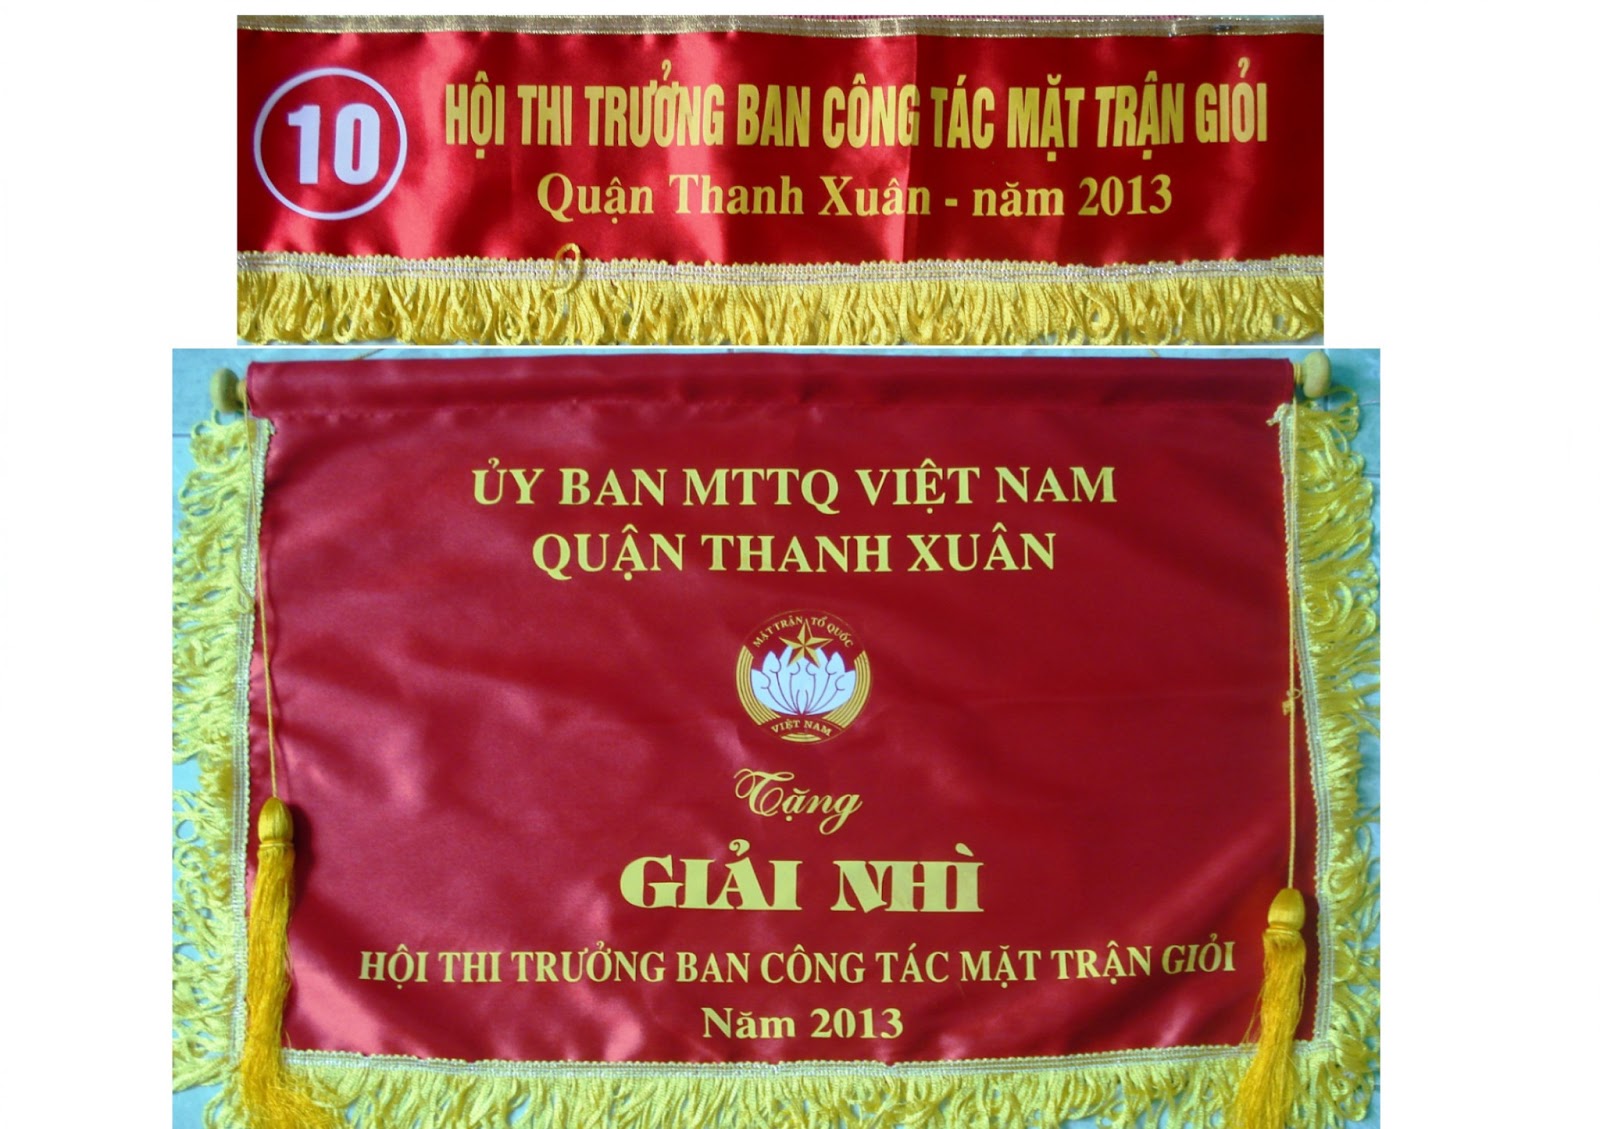 10
HỘI THI TRƯỞNG BAN CÔNG TÁC MẶT TRẬN GIỎI
Quận Thanh Xuân - năm 2013
ỦY BAN MTTQ VIỆT NAM
QUẬN THANH XUÂN
MẶT TRẬN TỔ QUỐC
VIỆT NAM
Tặng
GIẢI NHÌ
HỘI THI TRƯỞNG BAN CÔNG TÁC MẶT TRẬN GIỎI
Năm 2013